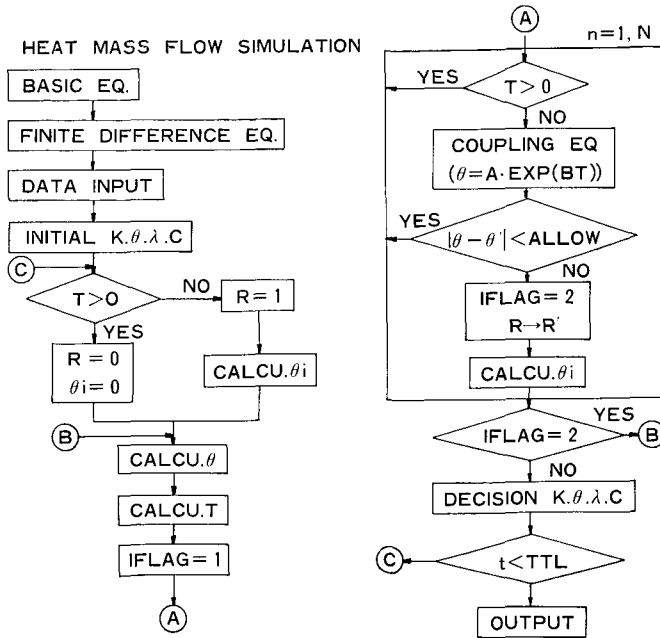 HEAT MASS FLOW SIMULATION
BASIC EQ.
FINITE DIFFERENCE EQ.
DATA INPUT
INITIAL K.θ.λ.C
C
T>0
NO
R=1
YES
R=0
θi=0
CALCU.θi
B
CALCU.θ
CALCU.T
IFLAG=1
A
A
n=1, N
YES
T>0
NO
COUPLING EQ
(θ=A·EXP(BT))
YES
|θ-θ'|<ALLOW
NO
IFLAG=2
R→R'
CALCU.θi
YES
IFLAG=2
B
NO
DECISION K.θ.λ.C
C
t<TTL
OUTPUT